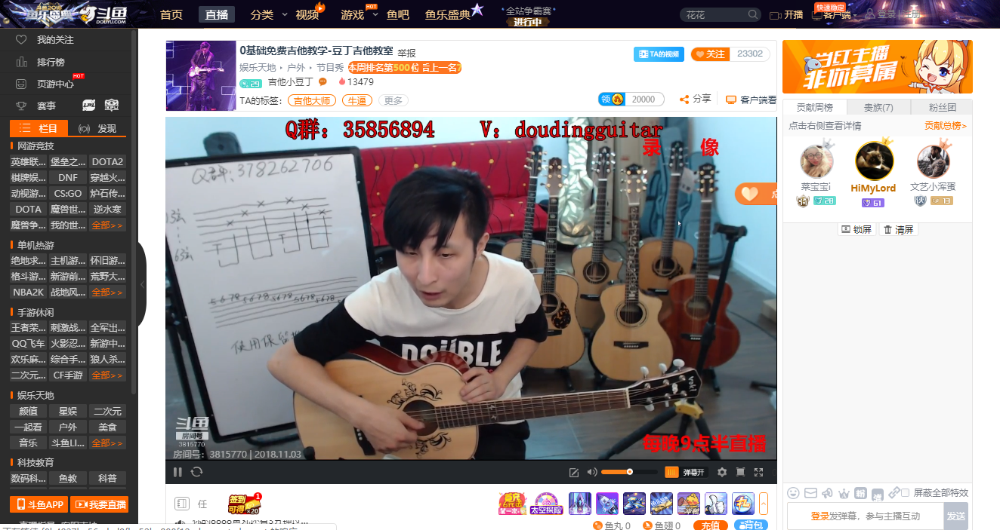 斗鱼
DOUYU.COM
首页
直播
分类
视频
游戏
HOT
鱼吧
鱼乐盛典
全站争霸赛
进行中
花花
开播
快速稳定
客户端
登录
注册
我的关注
排行榜
页游中心
HOT
赛事
栏目
发现
网游竞技
英雄联... 堡垒之... DOTA2
棋牌娱... DNF 穿越火...
动视游... CS:GO 炉石传...
DOTA 魔兽世... 逆水寒
魔兽争... 我的世... 全部>>
单机热游
绝地求... 主机游... 怀旧游...
格斗游... 新游前... 荒野大...
NBA2K 战地风... 全部>>
手游休闲
王者荣... 刺激战... 全军出...
QQ飞车 火影忍... 新游中...
欢乐麻... 综合手... 狼人杀...
二次元... CF手游 全部>>
娱乐天地
颜值 星娱 二次元
一起看 户外 美食
音乐 斗鱼LI... 全部>>
科技教育
数码科... 鱼教 科普
斗鱼APP
我要直播
0基础免费吉他教学-豆丁吉他教室 举报
娱乐天地 户外 节目秀
本周排名第500位
29
吉他小豆丁
13479
TA的标签：
吉他大师
牛逼
更多
TA的视频
关注
23302
领
20000
分享
客户端看
Q群：35856894 V：doudingguitar
录 像
Q群:378262706
1弦
6弦
5678 5678 5678 5678 5678
使用保留
DOUBLE
点
斗鱼
房间号
3815770
房间号：3815770 | 2018.11.03
每晚9点半直播
弹幕开
任
签到
可得 ×20
1
太空探险
鱼丸 0
鱼翅 0
充值
背包
当红主播
非你莫属
贡献周榜
贵族(7)
粉丝团
点击右侧查看详情
贡献总榜>
菜宝宝i
28
HiMyLord
61
文艺小浑蛋
13
锁屏
清屏
屏蔽全部特效
登录发弹幕，参与主播互动
发送